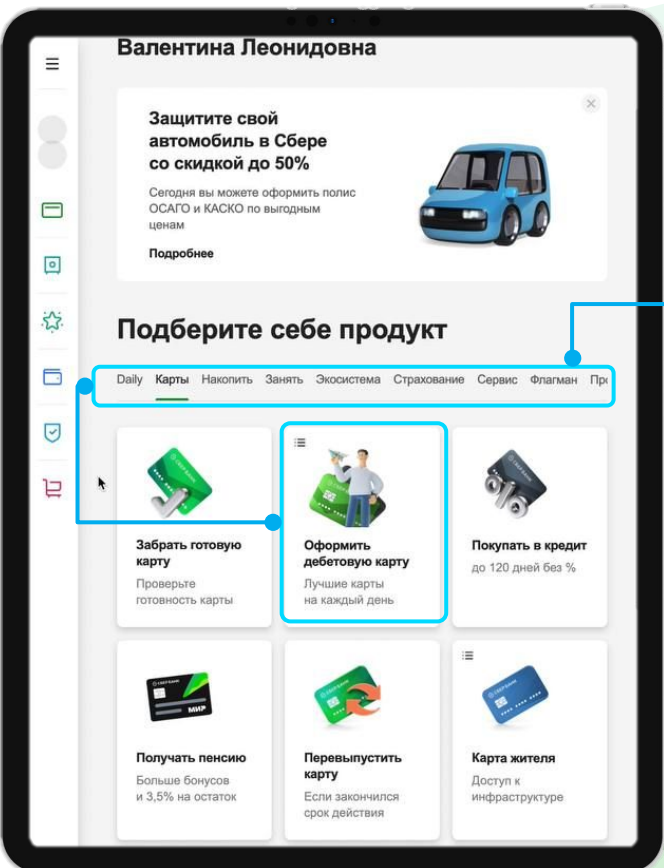 Валентина Леонидовна
Защитите свой
автомобиль в Сбере
со скидкой до 50%
Сегодня вы можете оформить полис
ОСАГО и КАСКО по выгодным
ценам
Подробнее
Подберите себе продукт
Daily Карты Накопить Занять Экосистема Страхование Сервис Флагман
Забрать готовую
карту
Проверьте
готовность карты
Оформить
дебетовую карту
Лучшие карты
на каждый день
Покупать в кредит
до 120 дней без %
МИР
Получать пенсию
Больше бонусов
и 3,5% на остаток
Перевыпустить
карту
Если закончился
срок действия
Карта жителя
Доступ к
инфраструктуре